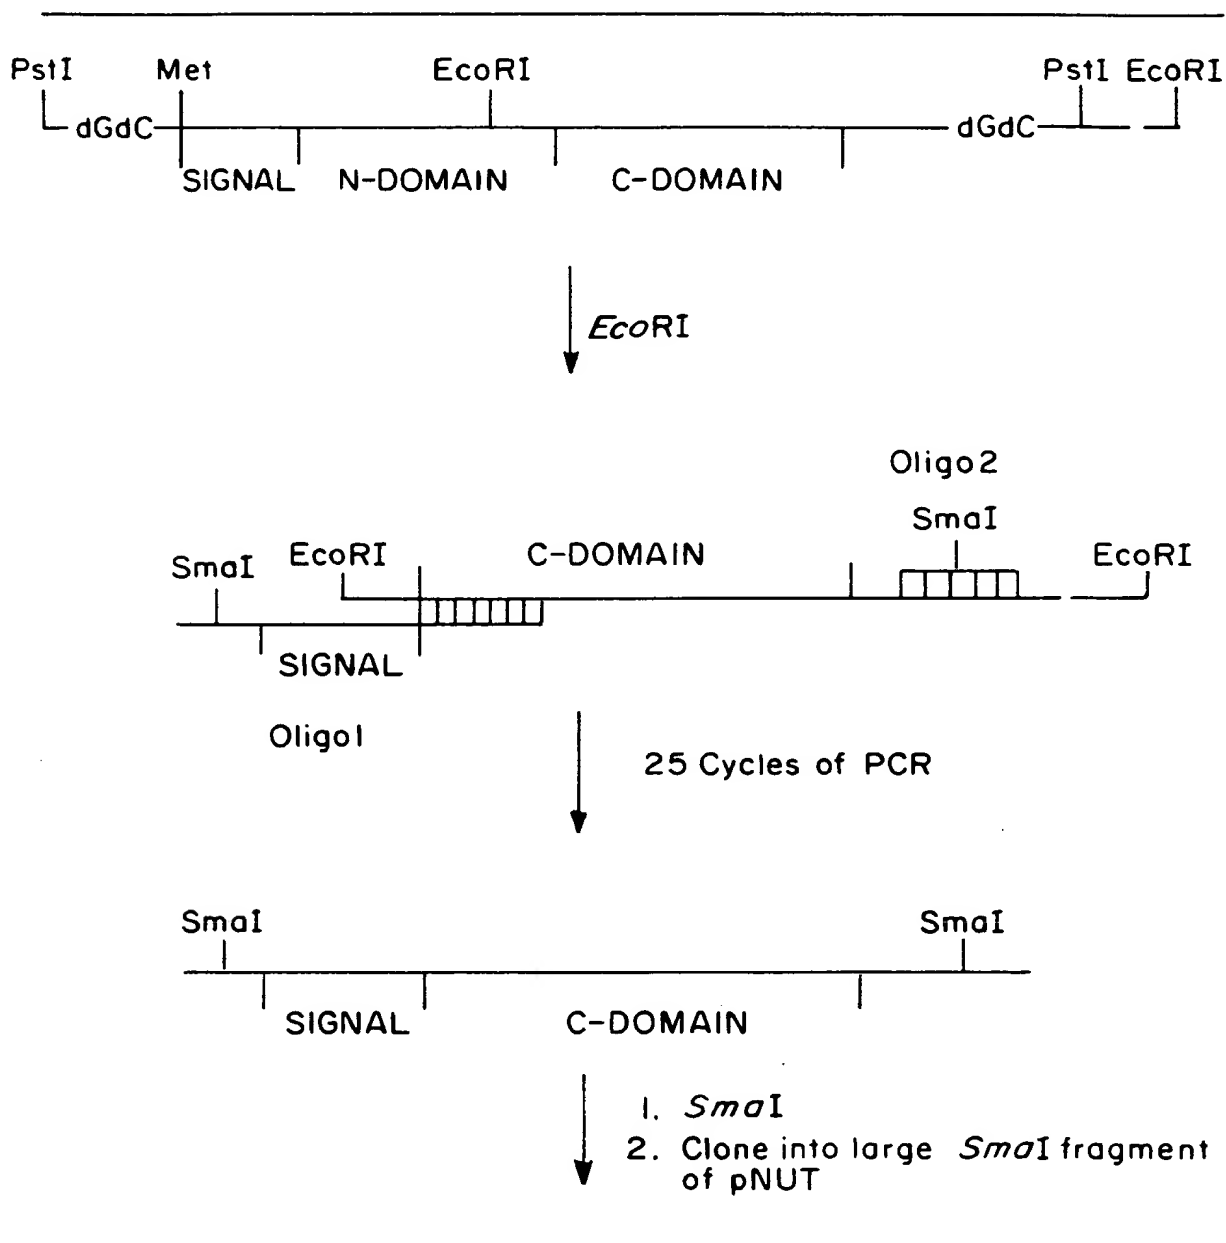 PstI Met EcoRI PstI EcoRI
dGdC dGdC
SIGNAL N-DOMAIN C-DOMAIN
EcoRI
Oligo2
SmaI
SmaI EcoRI C-DOMAIN EcoRI
SIGNAL
Oligo1
25 Cycles of PCR
SmaI SmaI
SIGNAL C-DOMAIN
1. SmaI
2. Clone into large SmaI fragment
of pNUT